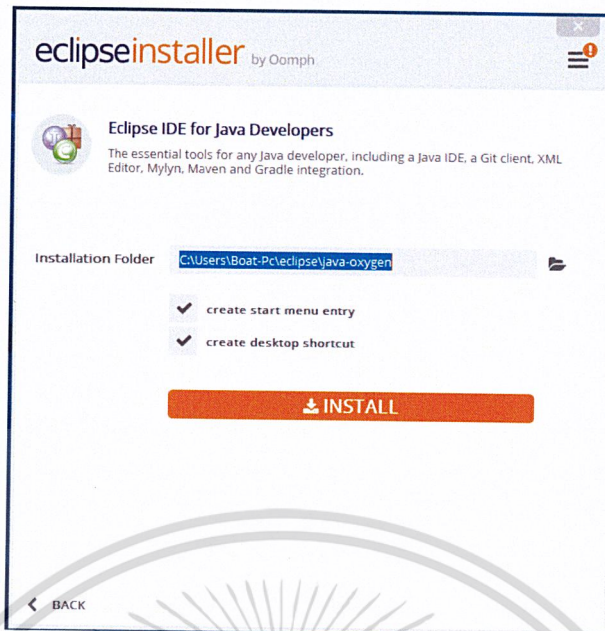 eclipseinstaller by Oomph
Eclipse IDE for Java Developers
The essential tools for any Java developer, including a Java IDE, a Git client, XML
Editor, Mylyn, Maven and Gradle integration.
Installation Folder C:\Users\Boat-Pc\eclipse\java-oxygen
create start menu entry
create desktop shortcut
INSTALL
BACK